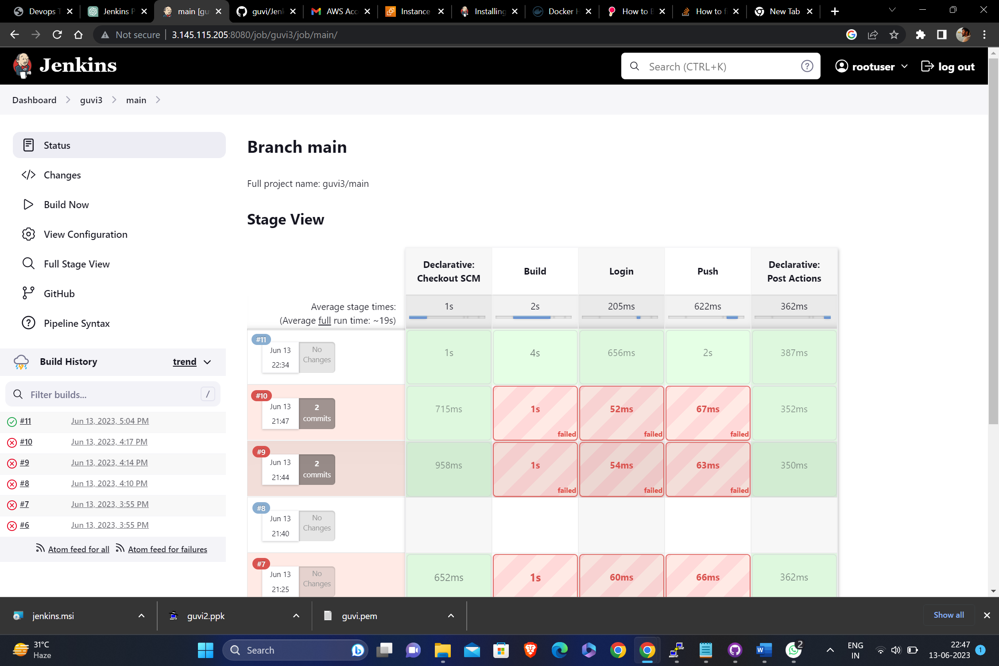 Devops T
Jenkins P
main [gu
guvi/Jenk
AWS Acc
Instance
Installing
Docker H
How to B
How to f
New Tab
Not secure
3.145.115.205:8080/job/guvi3/job/main/
Jenkins
Search (CTRL+K)
rootuser
log out
Dashboard
guvi3
main
Status
Changes
Build Now
View Configuration
Full Stage View
GitHub
Pipeline Syntax
Build History
trend
Filter builds...
/
#11 Jun 13, 2023, 5:04 PM
#10 Jun 13, 2023, 4:17 PM
#9 Jun 13, 2023, 4:14 PM
#8 Jun 13, 2023, 4:10 PM
#7 Jun 13, 2023, 3:55 PM
#6 Jun 13, 2023, 3:55 PM
Atom feed for all
Atom feed for failures
Branch main
Full project name: guvi3/main
Stage View
Declarative:
Checkout SCM
Build
Login
Push
Declarative:
Post Actions
Average stage times:
(Average full run time: ~19s)
1s
2s
205ms
622ms
362ms
#11
Jun 13
22:34
No
Changes
1s
4s
656ms
2s
387ms
#10
Jun 13
21:47
2
commits
715ms
1s
failed
52ms
failed
67ms
failed
352ms
#9
Jun 13
21:44
2
commits
958ms
1s
failed
54ms
failed
63ms
failed
350ms
#8
Jun 13
21:40
No
Changes
#7
Jun 13
21:25
No
Changes
652ms
1s
60ms
66ms
362ms
jenkins.msi
guvi2.ppk
guvi.pem
Show all
31°C
Haze
Search
2
ENG
IN
22:47
13-06-2023
1